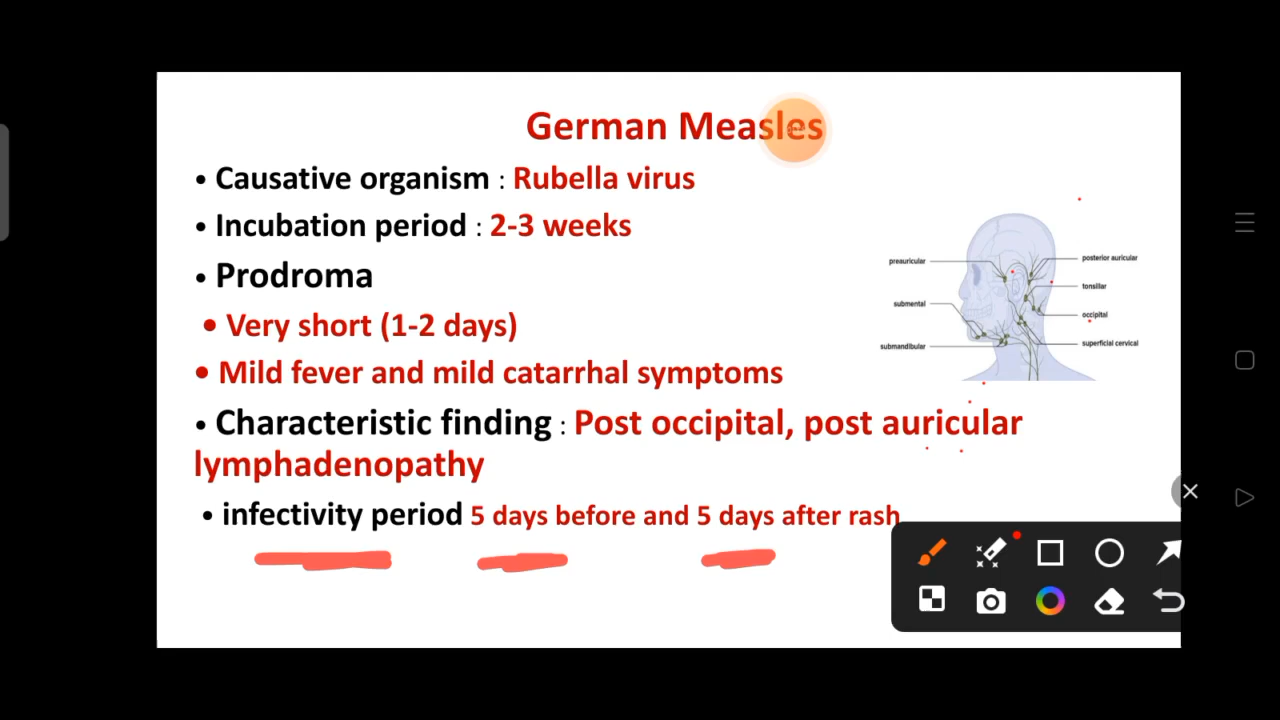 German Measles
• Causative organism : Rubella virus
• Incubation period : 2-3 weeks
• Prodroma
• Very short (1-2 days)
• Mild fever and mild catarrhal symptoms
• Characteristic finding : Post occipital, post auricular
lymphadenopathy
• infectivity period 5 days before and 5 days after rash
preauricular
submental
submandibular
posterior auricular
tonsillar
occipital
superficial cervical